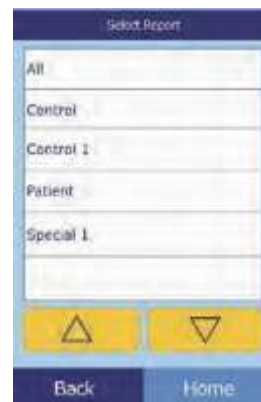 Select Report
All
Control
Control 1
Patient
Special 1
Back Home